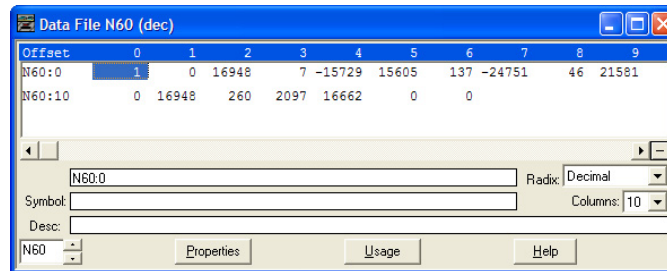 Data File N60 (dec)
Offset 0 1 2 3 4 5 6 7 8 9
N60:0 1 0 16948 7 -15729 15605 137 -24751 46 21581
N60:10 0 16948 260 2097 16662 0 0
N60:0
Radix: Decimal
Symbol:
Columns: 10
Desc:
N60 Properties Usage Help